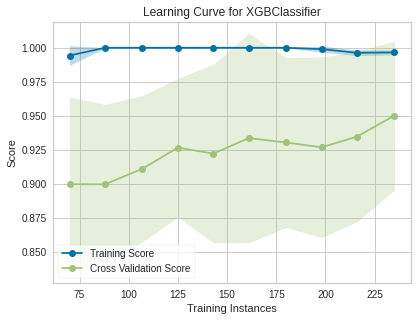 Learning Curve for XGBClassifier
1.000
0.975
0.950
0.925
0.900
0.875
0.850
Score
Training Score
Cross Validation Score
75 100 125 150 175 200 225
Training Instances